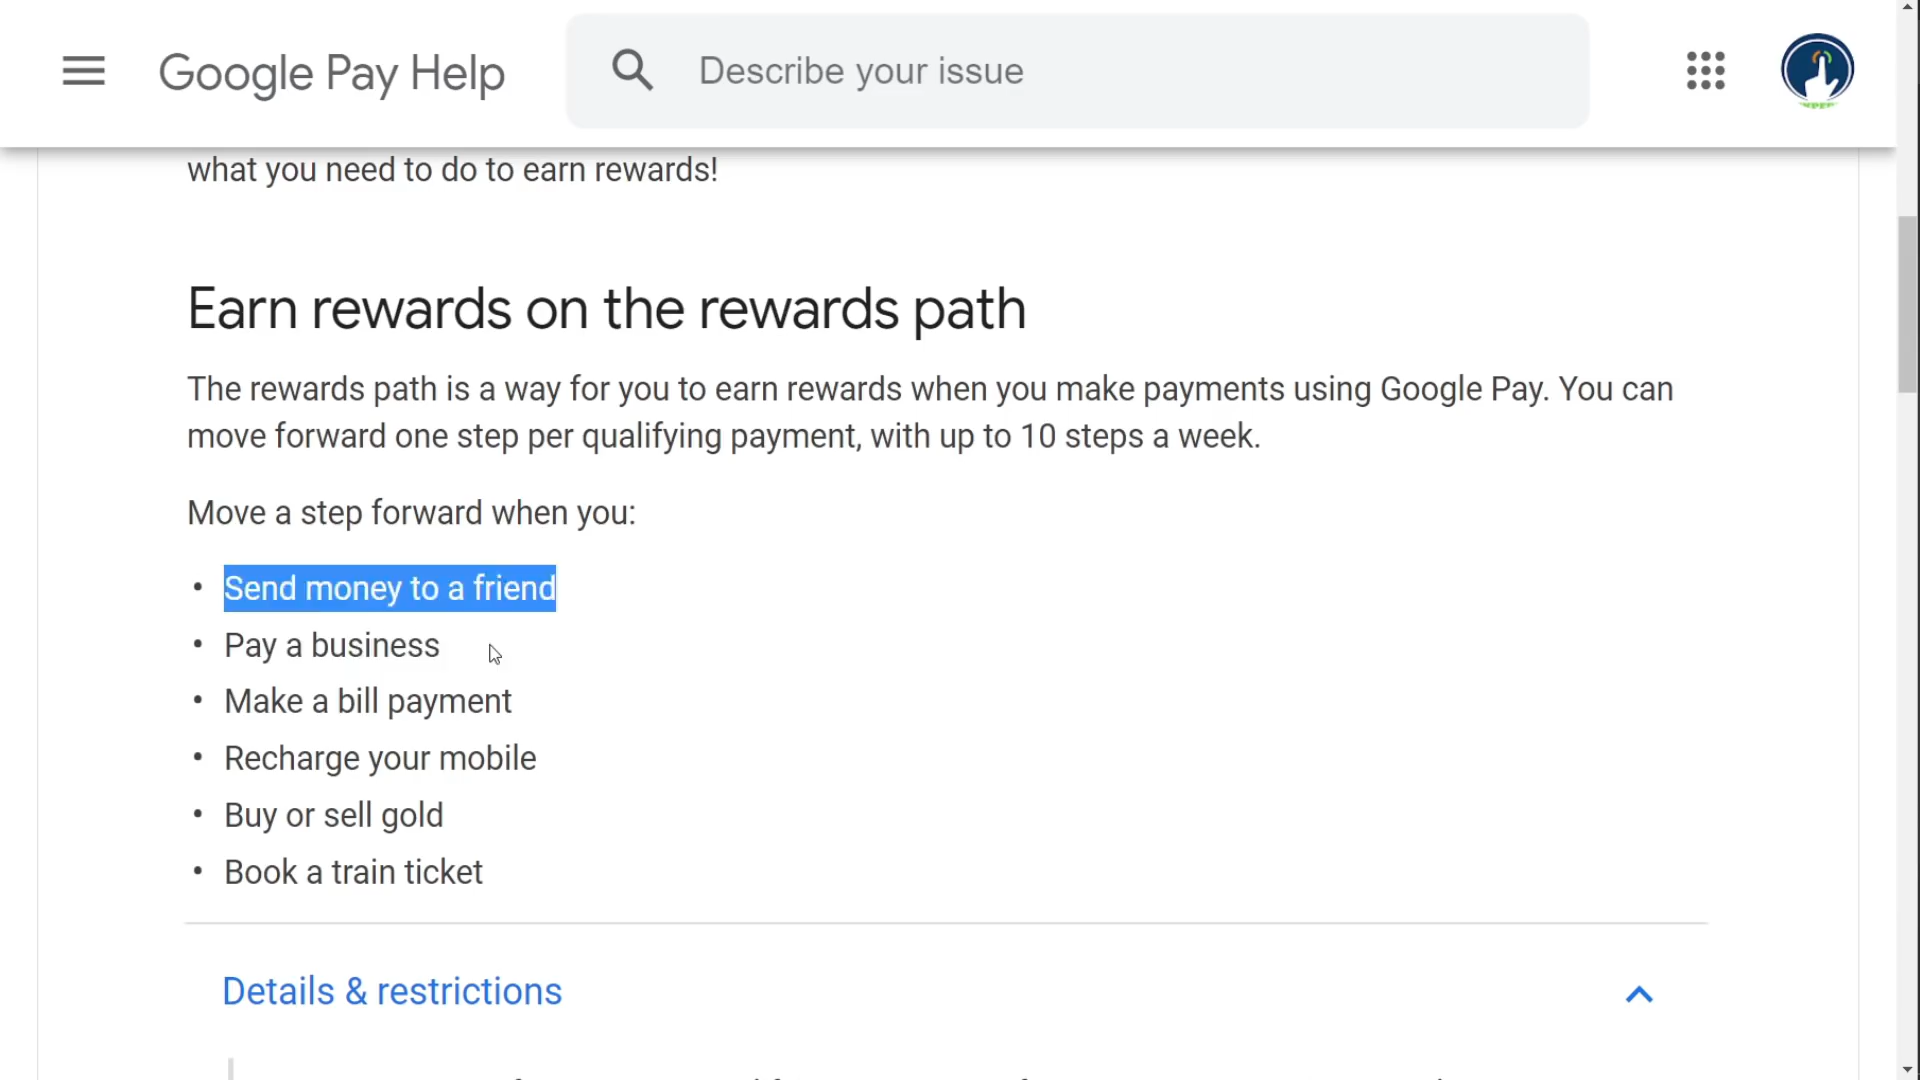 Google Pay Help
Describe your issue
what you need to do to earn rewards!
Earn rewards on the rewards path
The rewards path is a way for you to earn rewards when you make payments using Google Pay. You can
move forward one step per qualifying payment, with up to 10 steps a week.
Move a step forward when you:
• Send money to a friend
• Pay a business
• Make a bill payment
• Recharge your mobile
• Buy or sell gold
• Book a train ticket
Details & restrictions